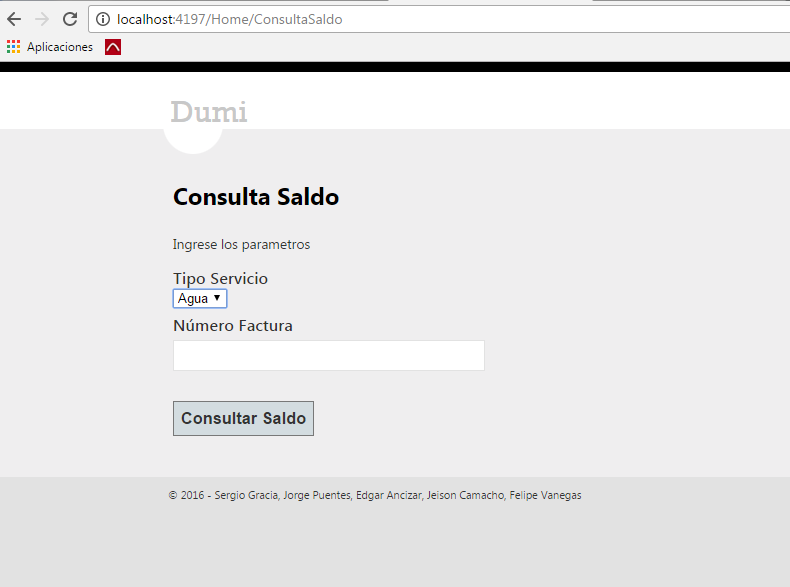 localhost:4197/Home/ConsultaSaldo
Aplicaciones
Dumi
Consulta Saldo
Ingrese los parametros
Tipo Servicio
Agua
Número Factura
Consultar Saldo
© 2016 - Sergio Gracia, Jorge Puentes, Edgar Ancizar, Jeison Camacho, Felipe Vanegas